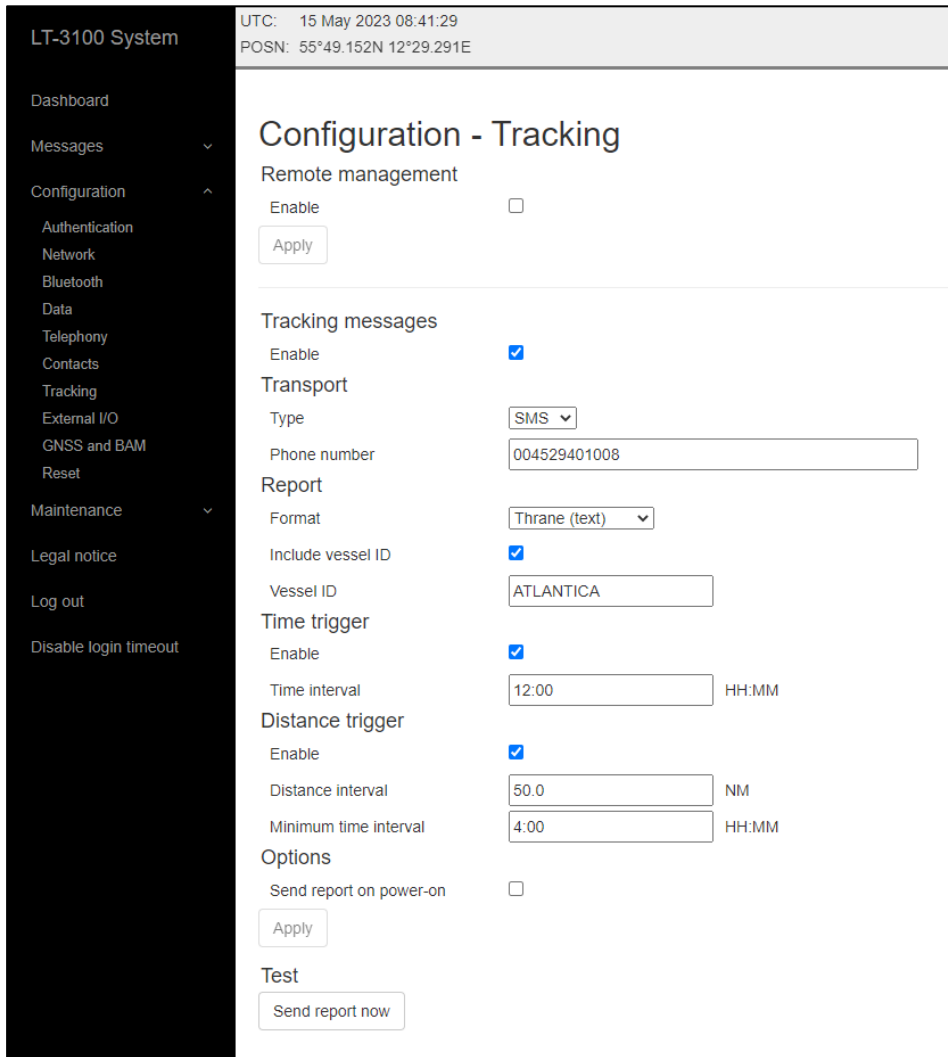 LT-3100 System
Dashboard
Messages
Configuration
Authentication
Network
Bluetooth
Data
Telephony
Contacts
Tracking
External I/O
GNSS and BAM
Reset
Maintenance
Legal notice
Log out
Disable login timeout
UTC: 15 May 2023 08:41:29
POSN: 55°49.152N 12°29.291E
Configuration - Tracking
Remote management
Enable
Apply
Tracking messages
Enable
Transport
Type SMS
Phone number 004529401008
Report
Format Thrane (text)
Include vessel ID
Vessel ID ATLANTICA
Time trigger
Enable
Time interval 12:00 HH:MM
Distance trigger
Enable
Distance interval 50.0 NM
Minimum time interval 4:00 HH:MM
Options
Send report on power-on
Apply
Test
Send report now